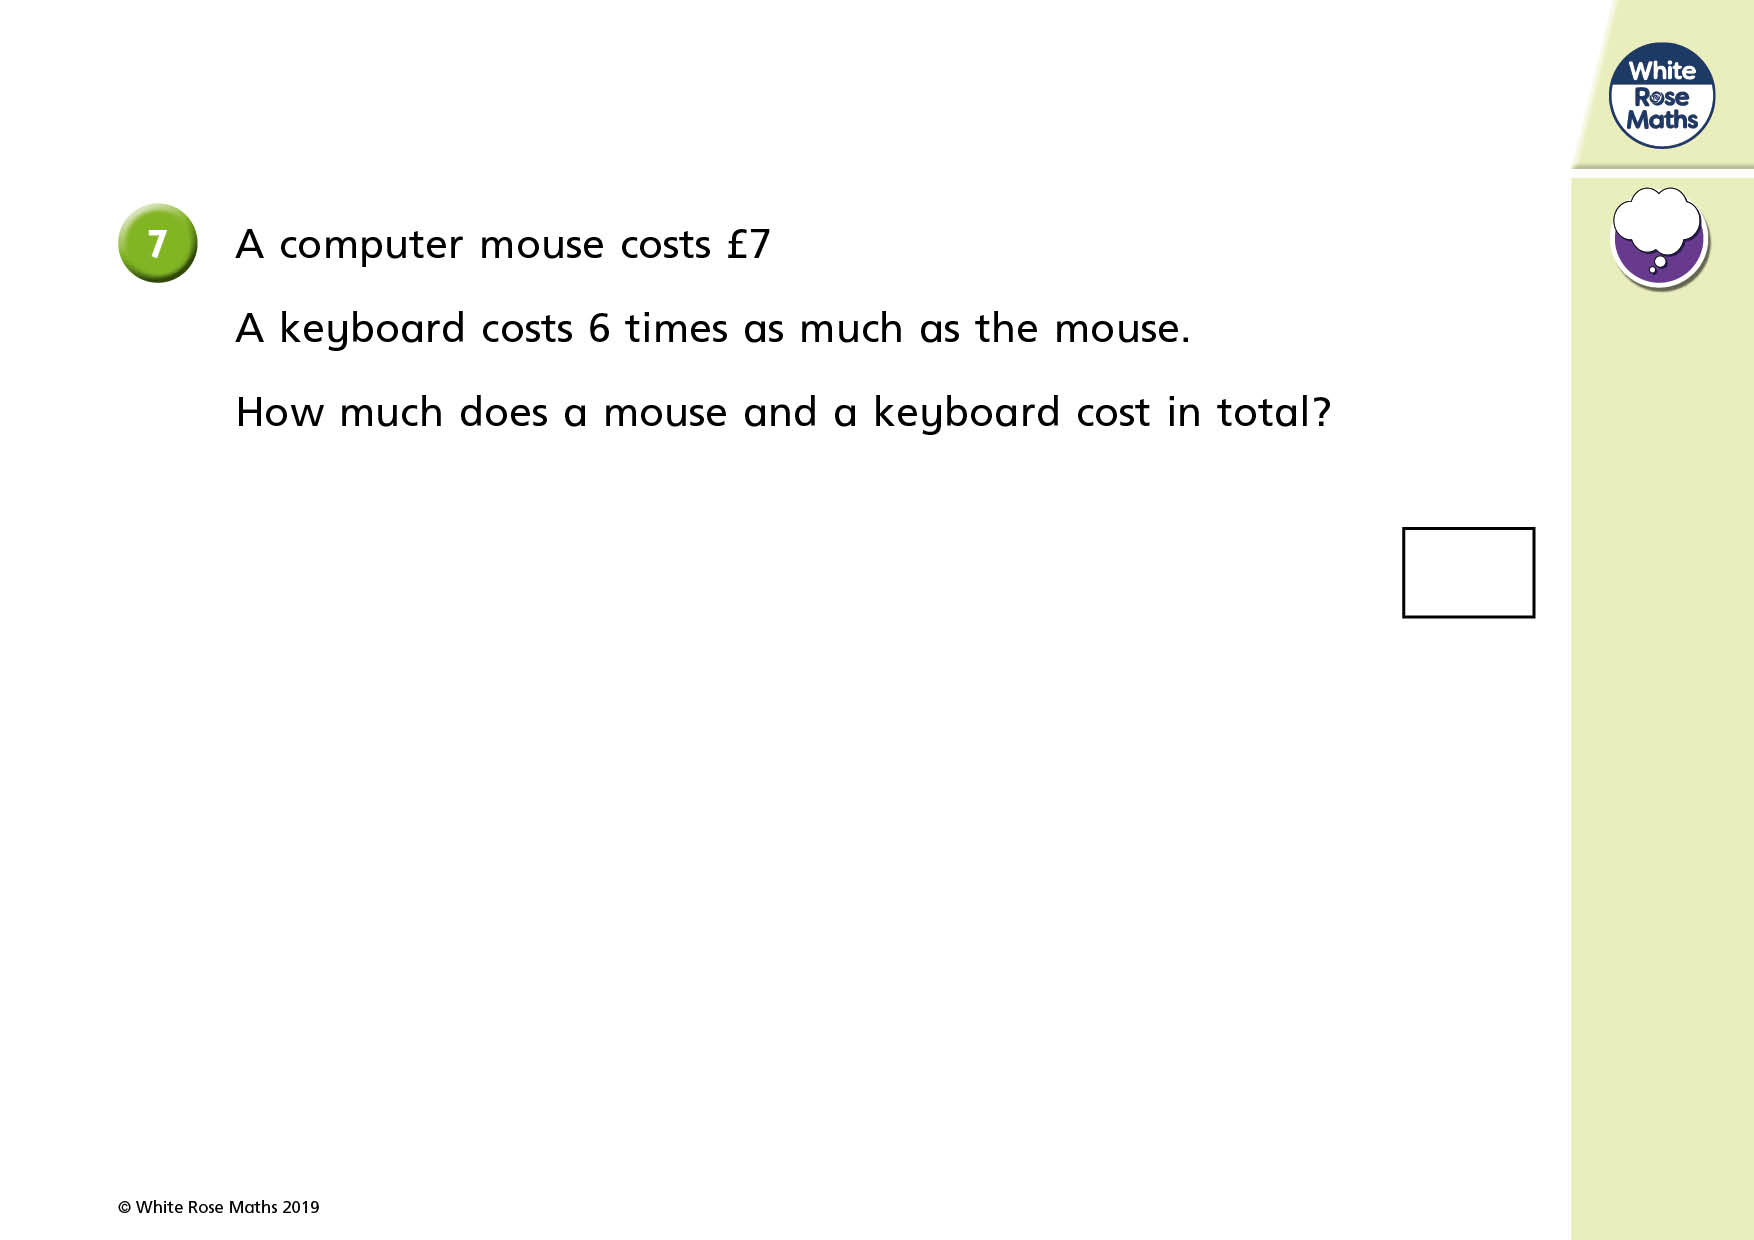 White
Rose
Maths
7 A computer mouse costs £7
A keyboard costs 6 times as much as the mouse.
How much does a mouse and a keyboard cost in total?
© White Rose Maths 2019